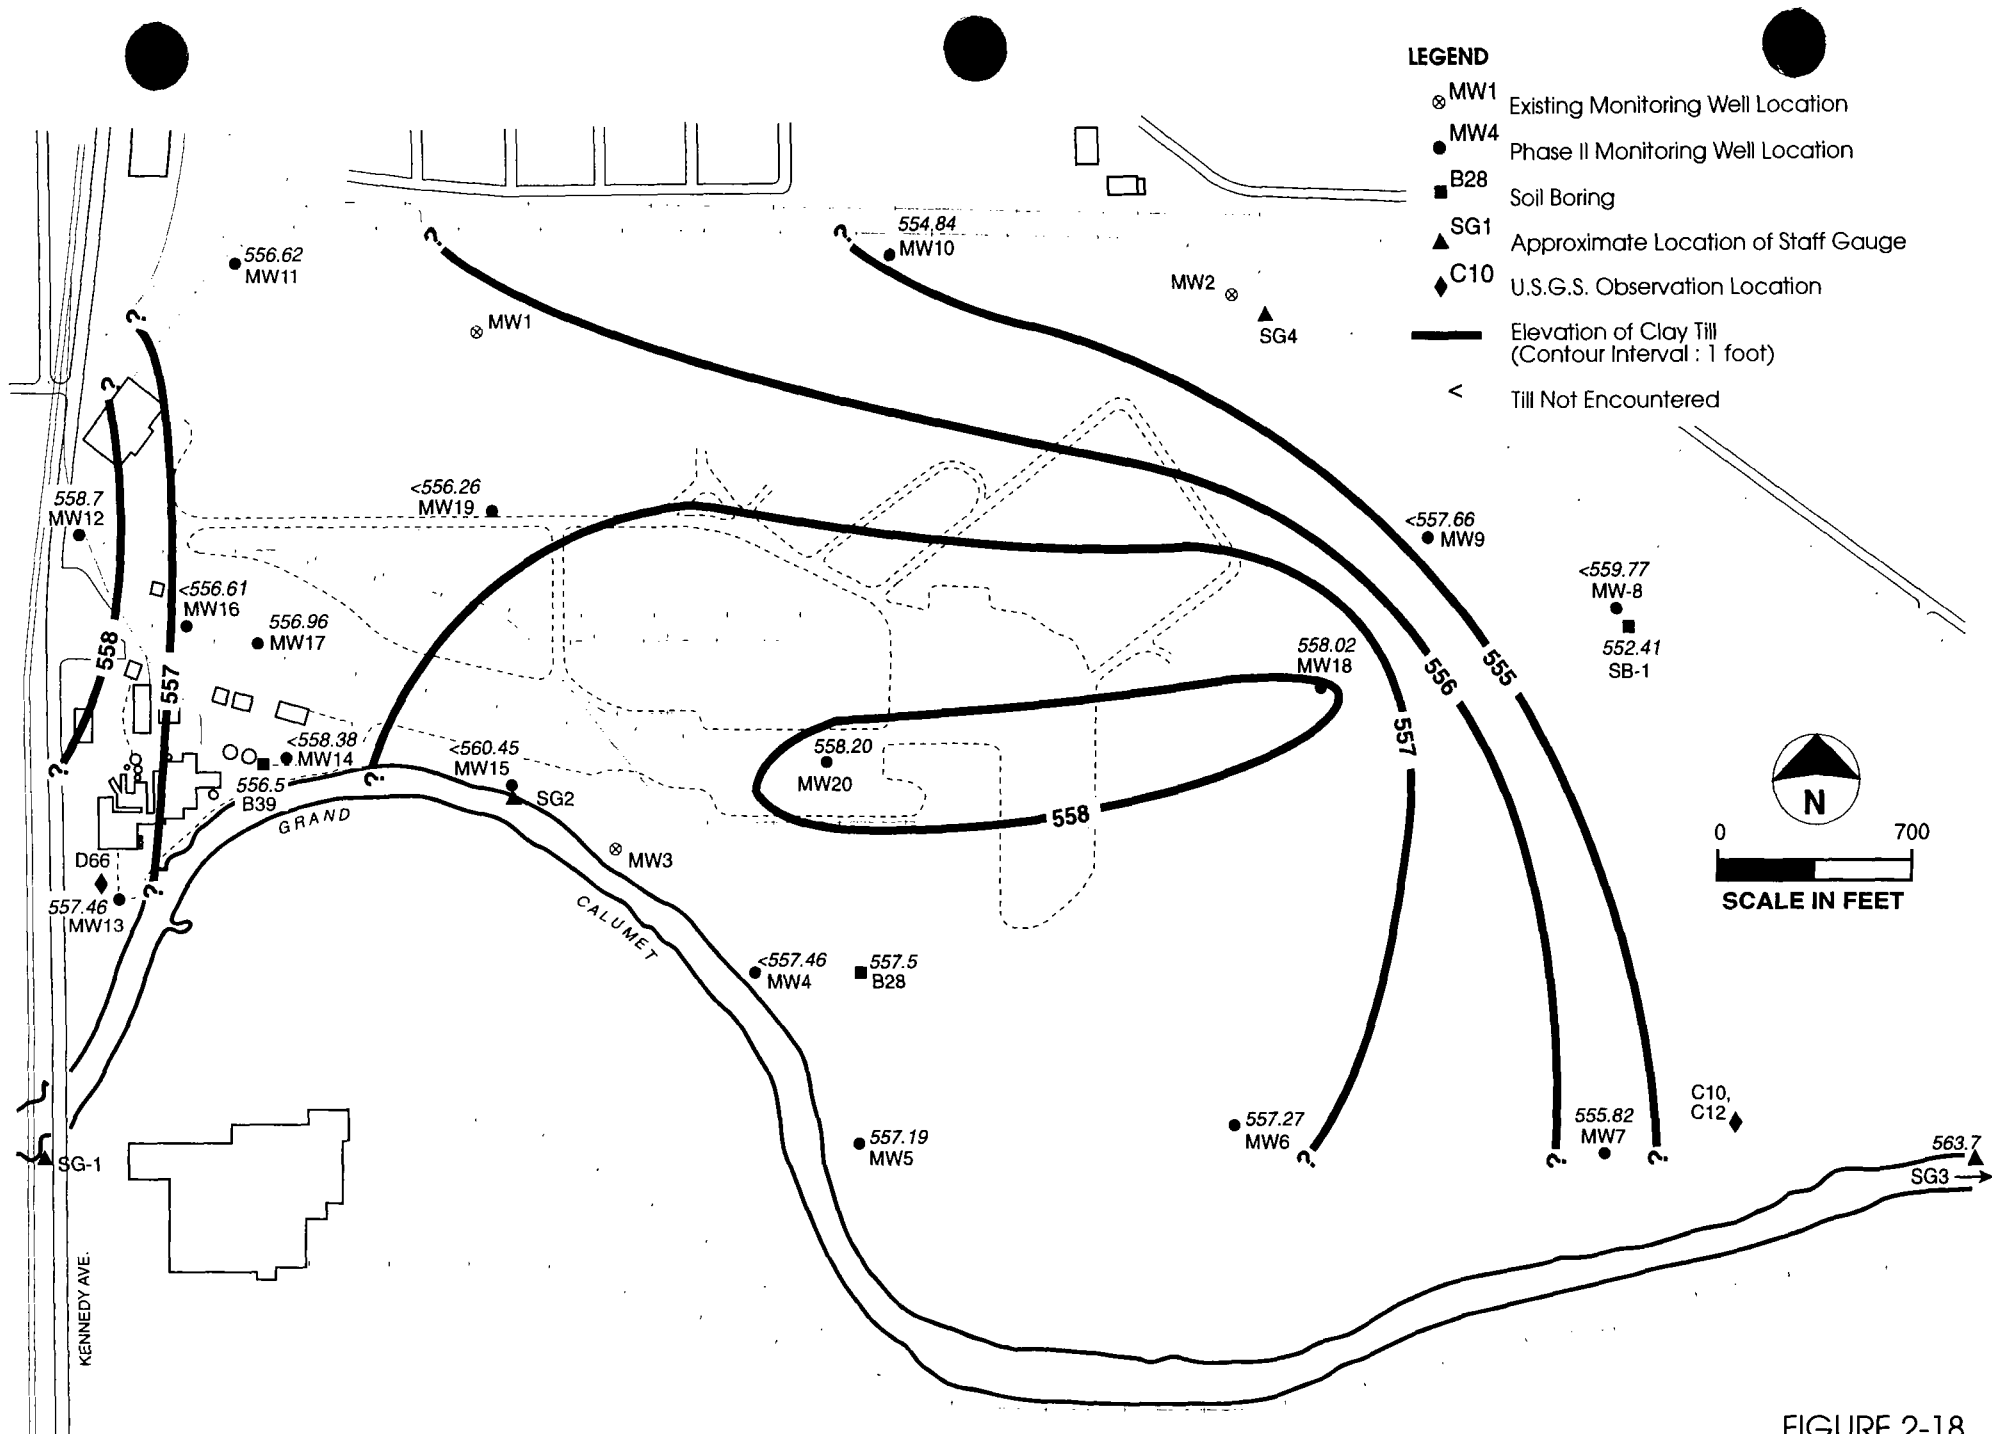 LEGEND
MW1 Existing Monitoring Well Location
MW4 Phase II Monitoring Well Location
B28 Soil Boring
SG1 Approximate Location of Staff Gauge
C10 U.S.G.S. Observation Location
Elevation of Clay Till
(Contour Interval : 1 foot)
< Till Not Encountered
?
?
554.84
MW10
556.62
MW11
MW2
SG4
MW1
?
?
<556.26
MW19
558.7
MW12
<557.66
MW9
<559.77
MW-8
552.41
SB-1
<556.61
MW16
556.96
MW17
558
557
558.02
MW18
556
555
557
<558.38
MW14
<560.45
MW15
SG2
558.20
MW20
558
?
?
556.5
B39
GRAND
CALUMET
MW3
D66
?
557.46
MW13
<557.46
MW4
557.5
B28
N
0 700
SCALE IN FEET
557.19
MW5
557.27
MW6
?
?
555.82
MW7
?
C10,
C12
563.7
SG3
SG-1
KENNEDY AVE.
FIGURE 2-18